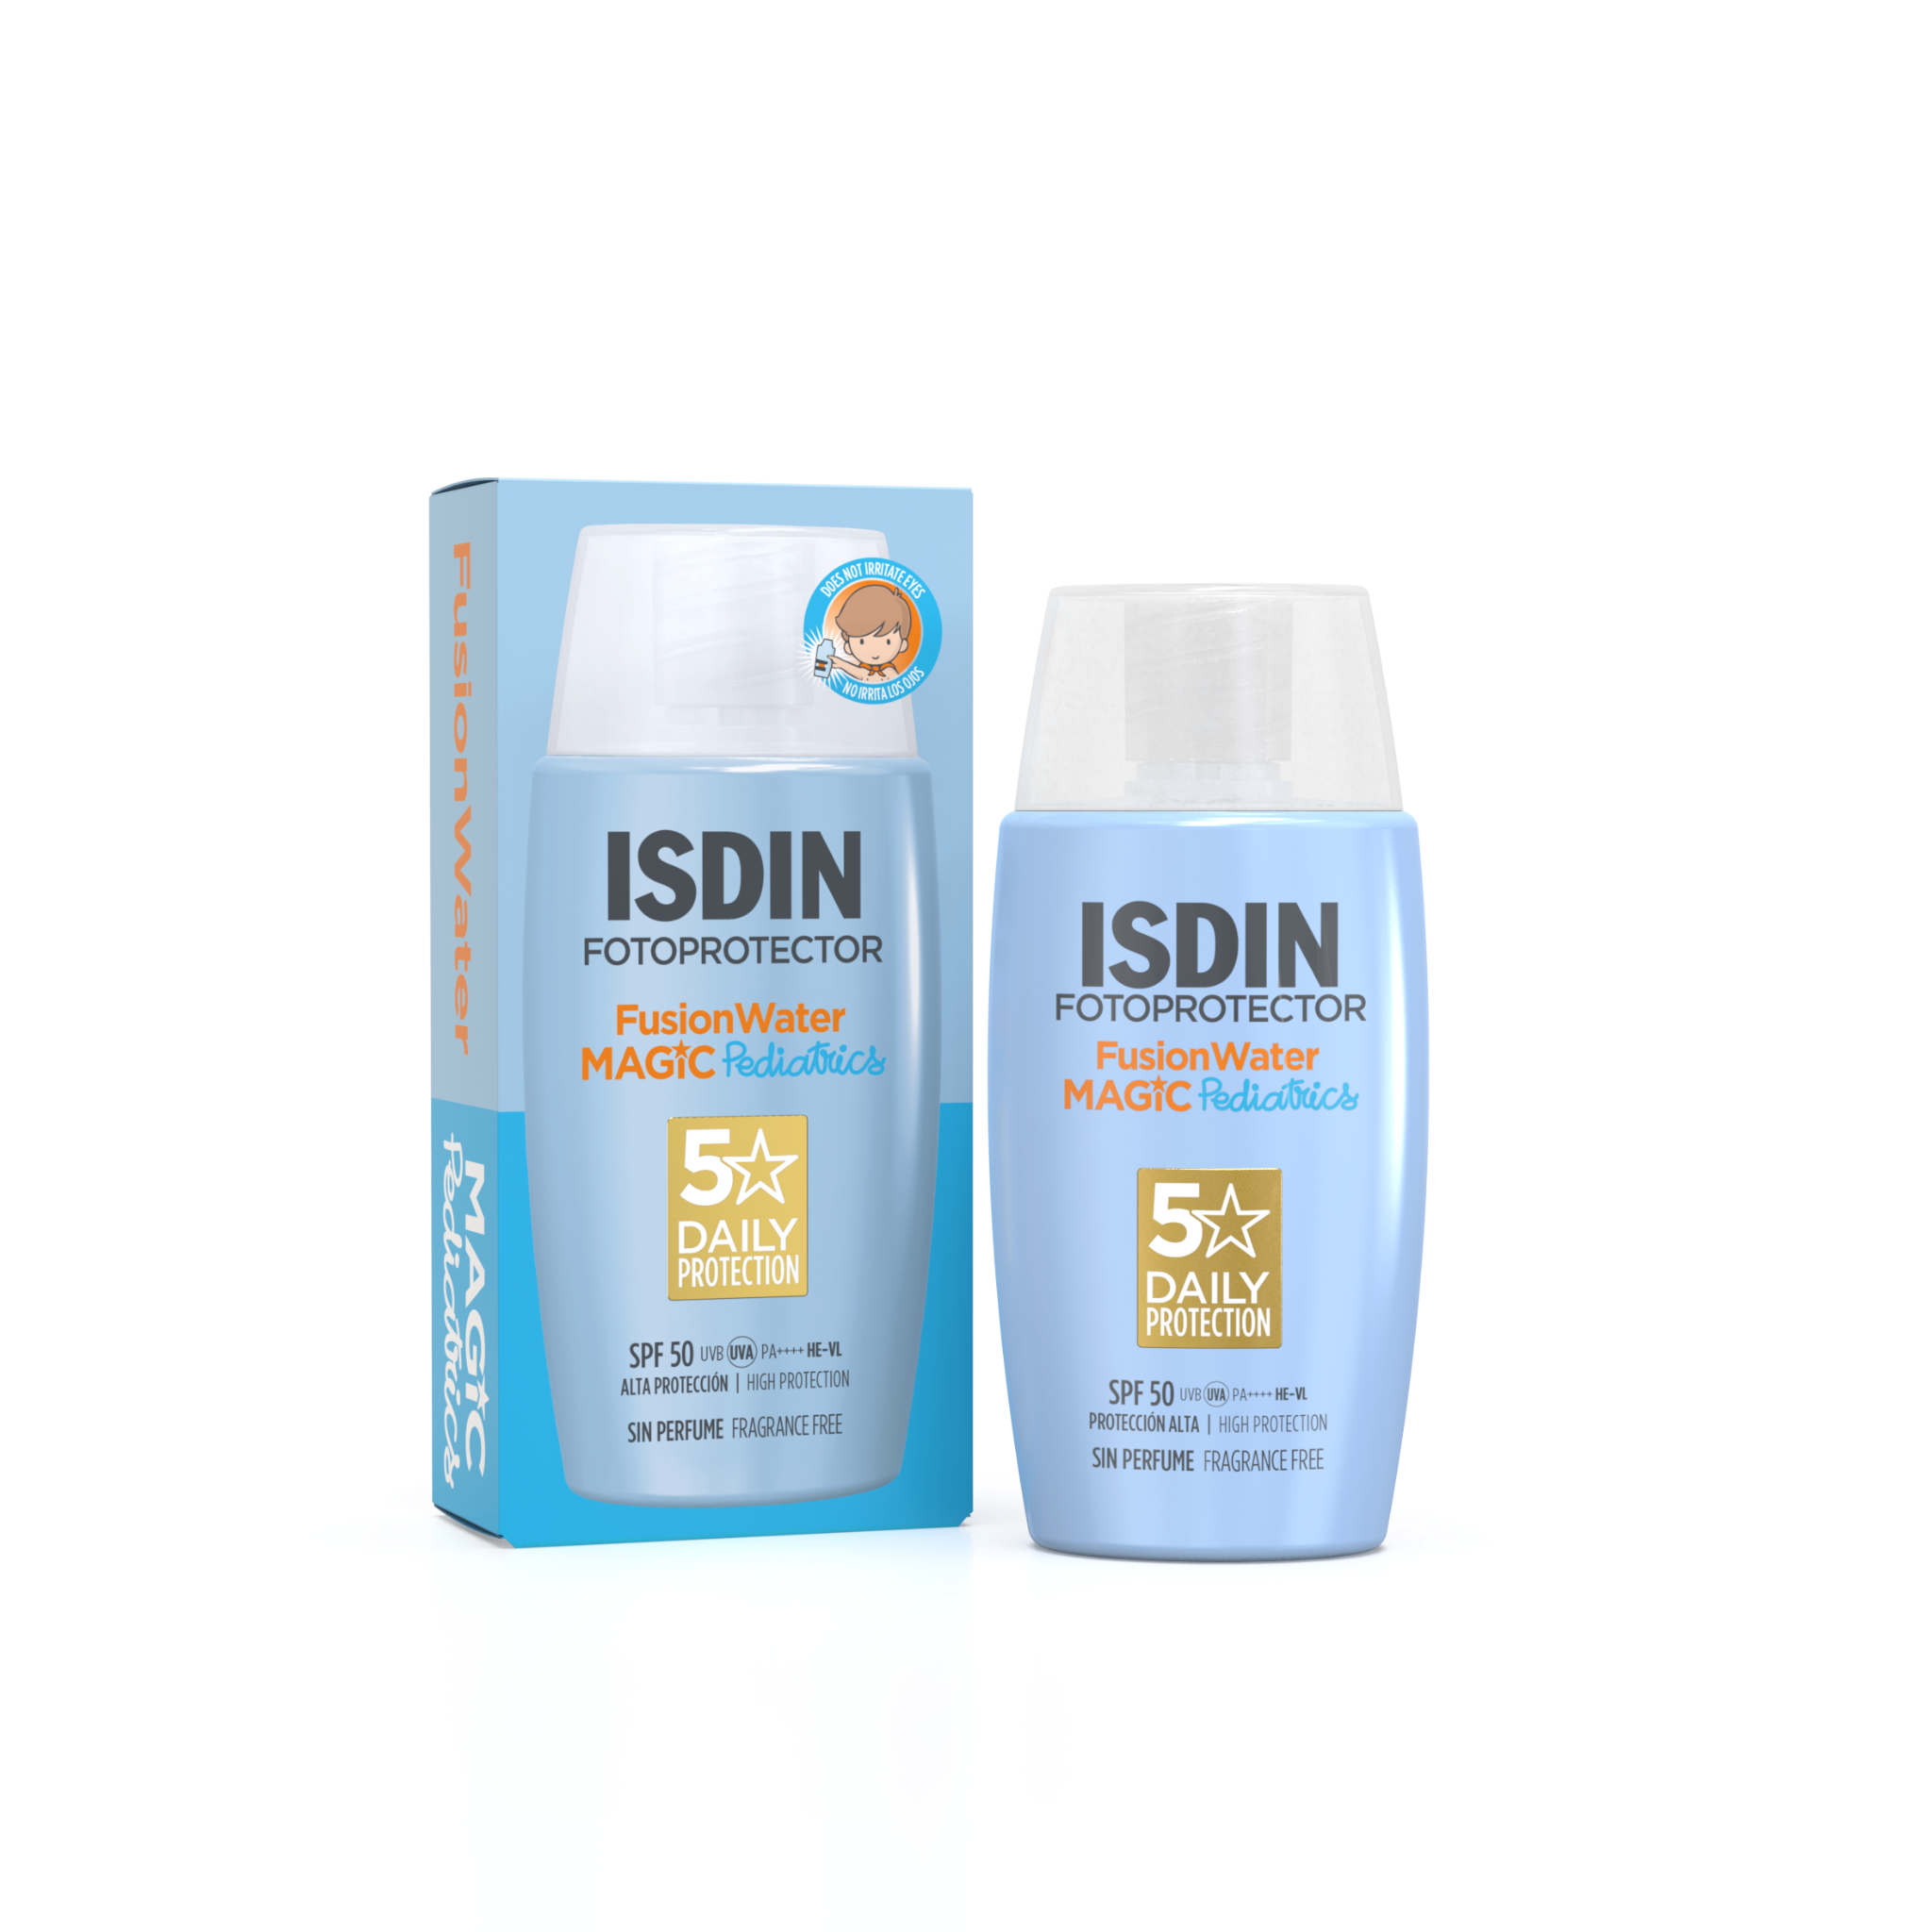 FusionWater
MAGiC
Pediatrics
DOES NOT IRRITATE EYES
NO IRRITA LOS OJOS
ISDIN
FOTOPROTECTOR
FusionWater
MAGiC Pediatrics
5
DAILY
PROTECTION
SPF 50 UVB UVA PA++++ HE-VL
ALTA PROTECCIÓN | HIGH PROTECTION
SIN PERFUME FRAGRANCE FREE
ISDIN
FOTOPROTECTOR
FusionWater
MAGiC Pediatrics
5
DAILY
PROTECTION
SPF 50 UVB UVA PA++++ HE-VL
PROTECCIÓN ALTA | HIGH PROTECTION
SIN PERFUME FRAGRANCE FREE